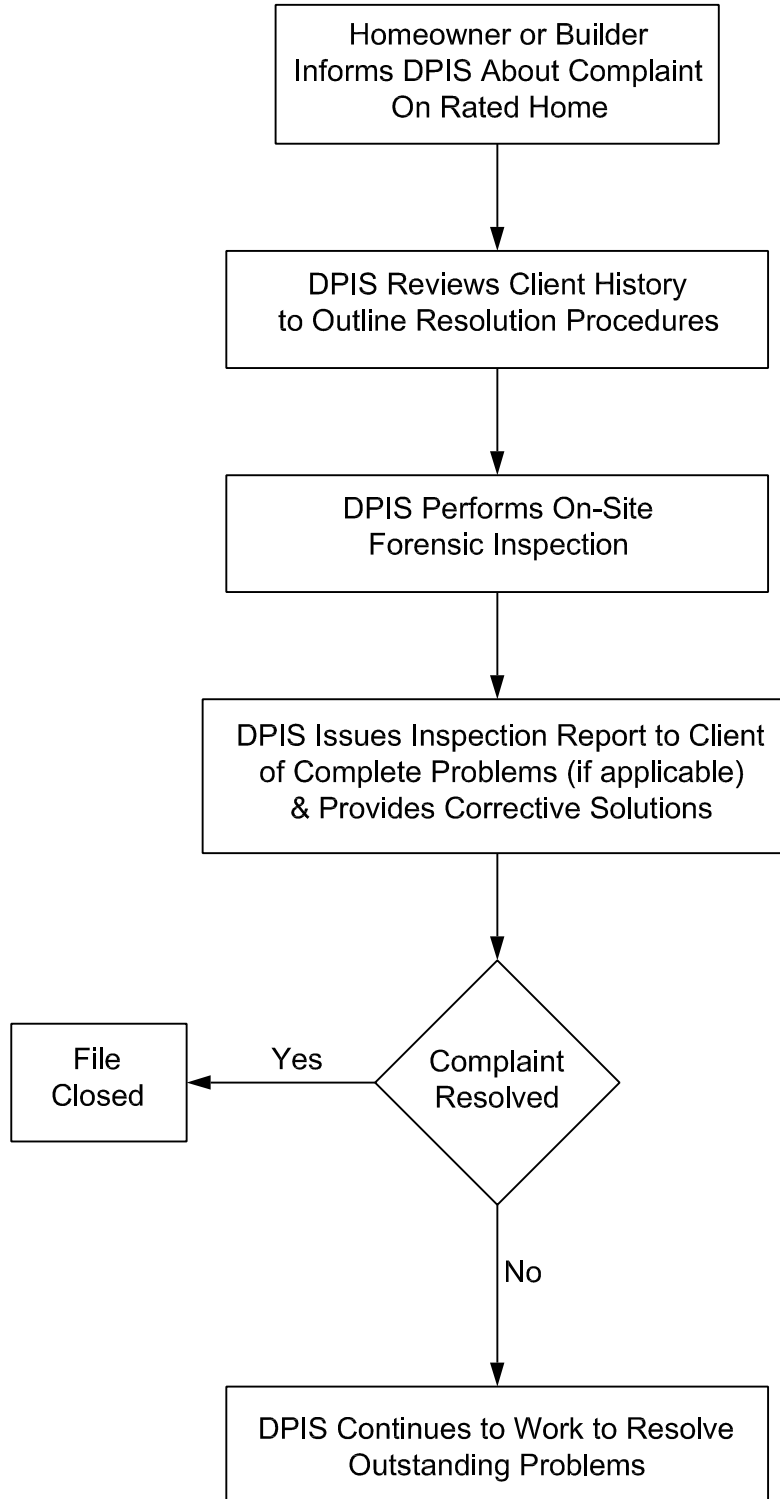 Homeowner or Builder
Informs DPIS About Complaint
On Rated Home
DPIS Reviews Client History
to Outline Resolution Procedures
DPIS Performs On-Site
Forensic Inspection
DPIS Issues Inspection Report to Client
of Complete Problems (if applicable)
& Provides Corrective Solutions
Complaint
Resolved
Yes
File
Closed
No
DPIS Continues to Work to Resolve
Outstanding Problems